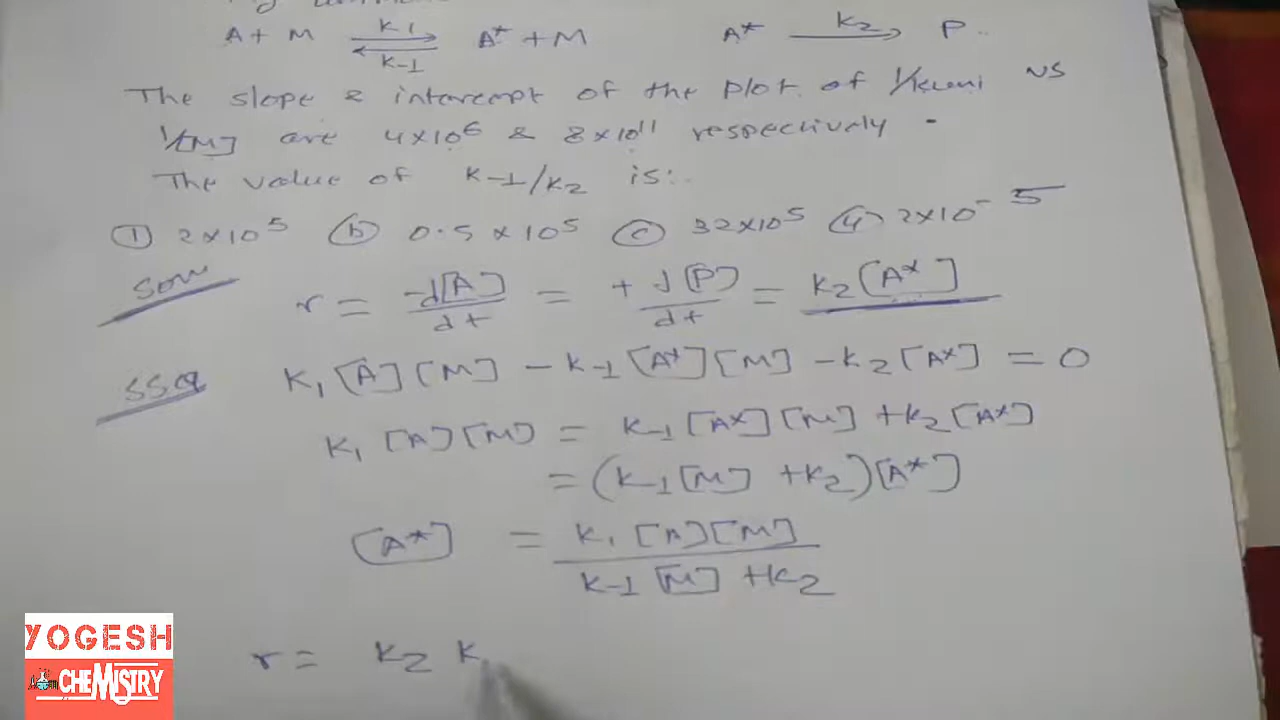 A + M ⇌ A* + M K1 K-1 A* → P K2
The slope & intercept of the plot of 1/kuni vs
1/[M] are 4×10^6 & 8×10^11 respectively
The value of K-1/K2 is:
① 2×10^5 ⓑ 0.5×10^5 ⓒ 32×10^5 ④ 2×10^-5
Soln
r = -d[A]/dt = + d[P]/dt = K2[A*]
SSA K1[A][M] - K-1[A*][M] - K2[A*] = 0
K1[A][M] = K-1[A*][M] + K2[A*]
= (K-1[M] + K2)[A*]
[A*] = K1[A][M]
K-1[M] + K2
r = K2 K
YOGESH
CHEMISTRY